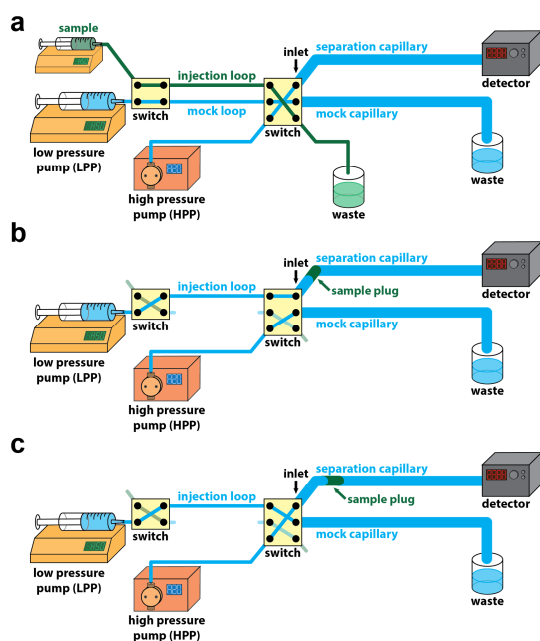 a
sample
injection loop
inlet
separation capillary
detector
switch
mock loop
switch
mock capillary
low pressure
pump (LPP)
high pressure
pump (HPP)
waste
waste
b
injection loop
inlet
separation capillary
sample plug
detector
switch
switch
mock capillary
low pressure
pump (LPP)
high pressure
pump (HPP)
waste
c
injection loop
inlet
separation capillary
sample plug
detector
switch
switch
mock capillary
low pressure
pump (LPP)
high pressure
pump (HPP)
waste